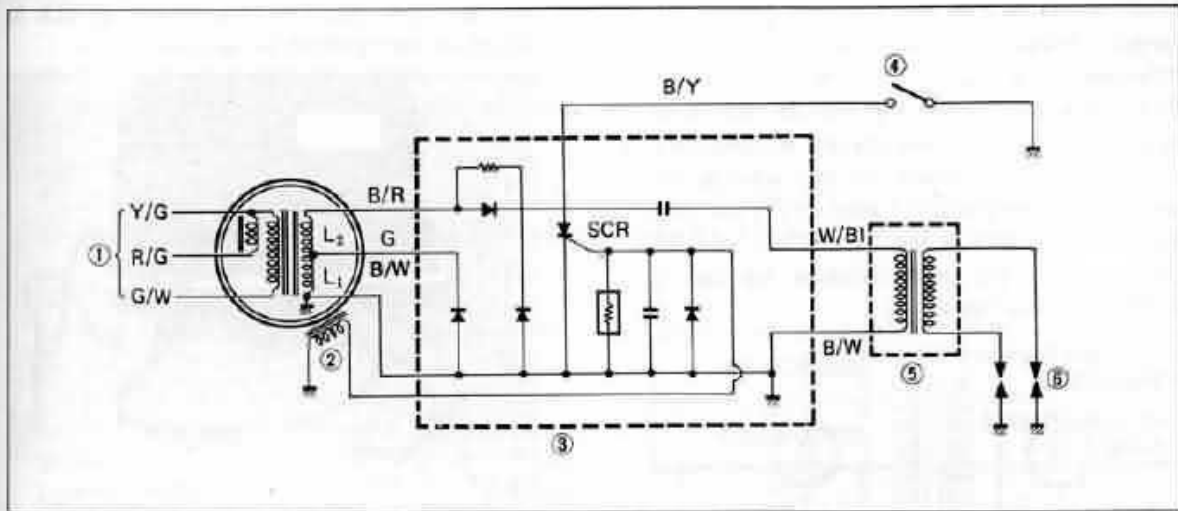 ④
B/Y
B/R
SCR
Y/G
L₂
G
W/Bl
① R/G
B/W
L₁
G/W
②
B/W
⑤
⑥
③